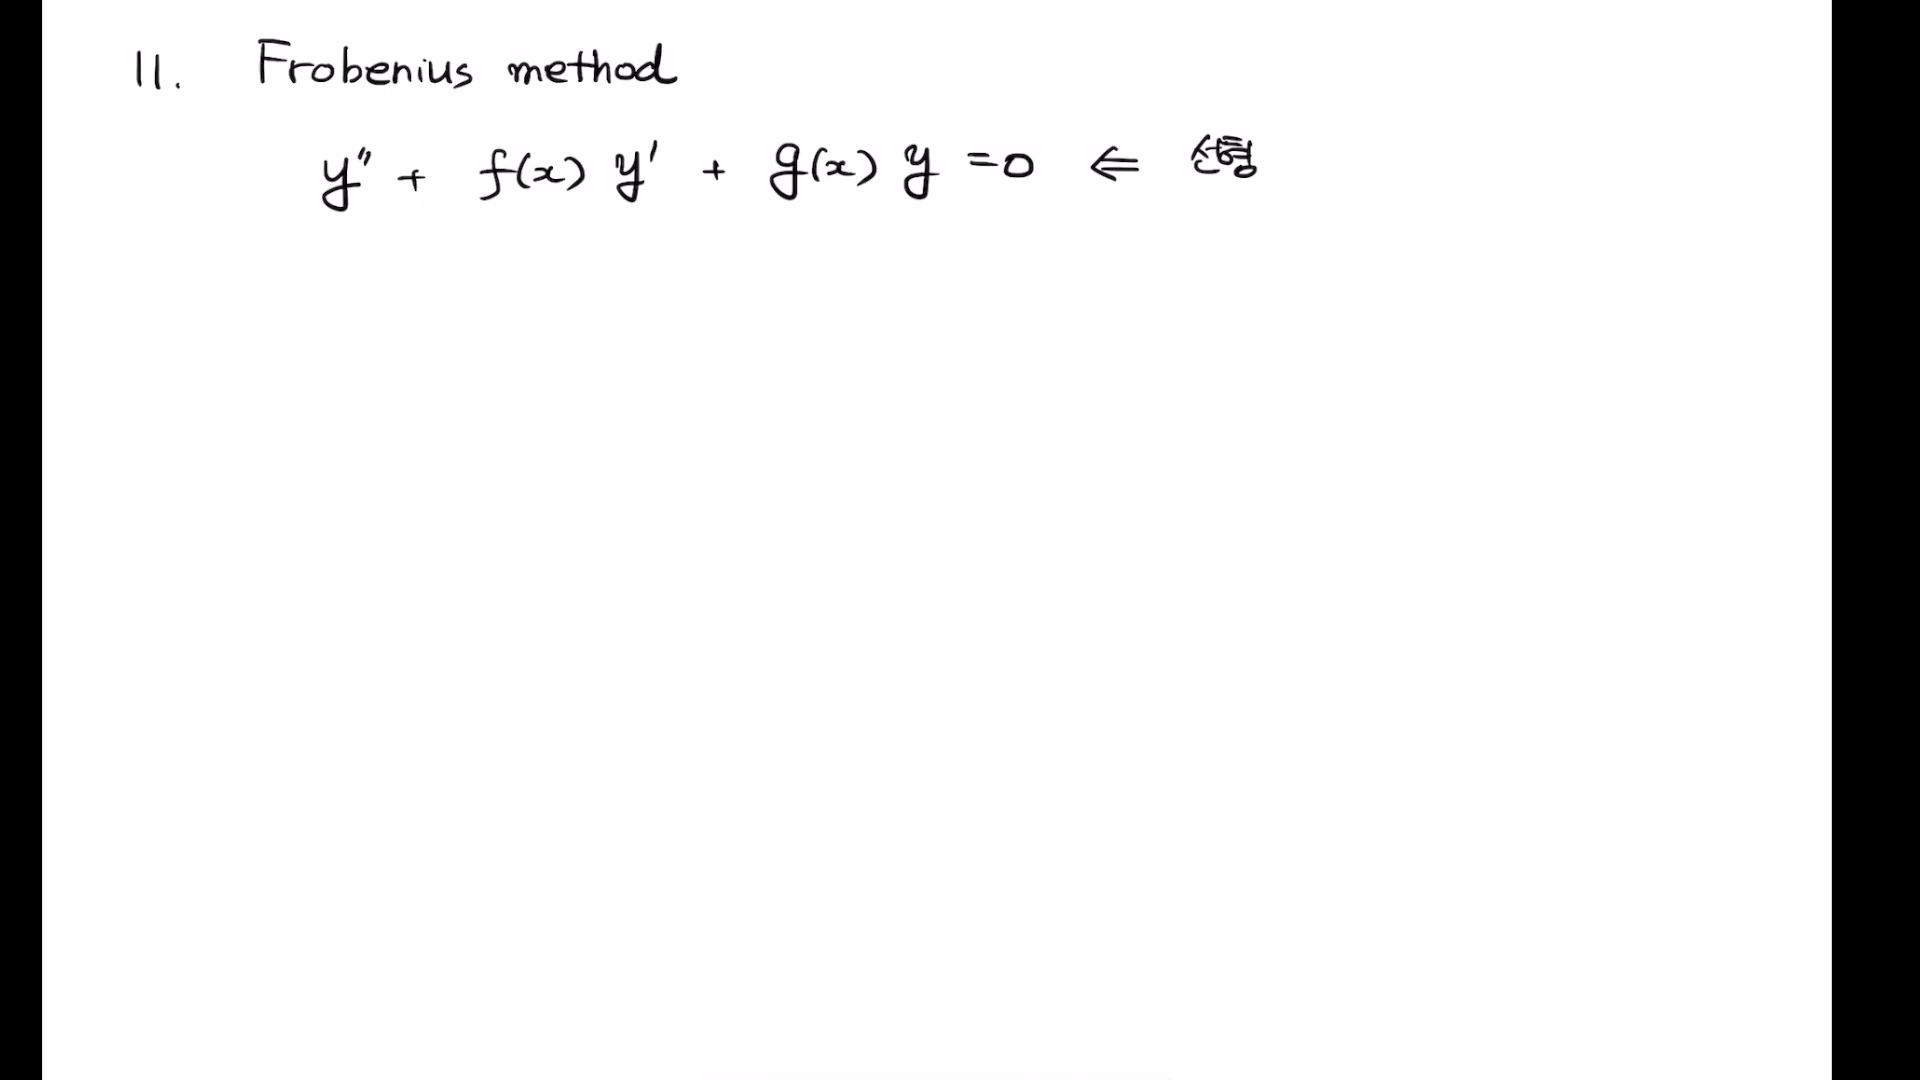 11. Frobenius method
y'' + f(x) y' + g(x) y = 0 ⇐ 선형